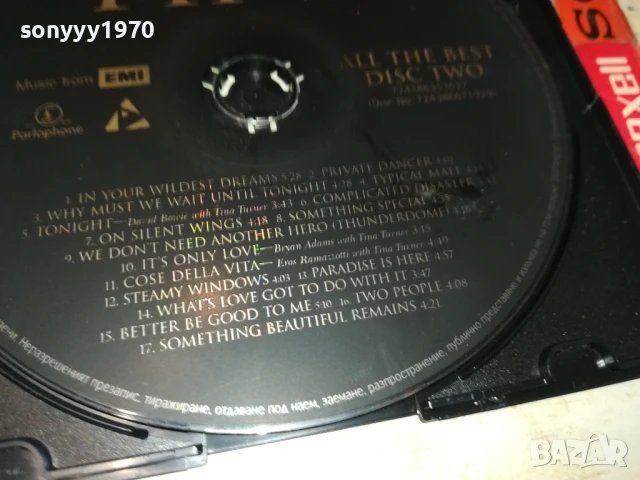 sonyyy1970
Music from EMI
Parlophone
ALL THE BEST
DISC TWO
maxell
1. IN YOUR WILDEST DREAMS 5:28 2. PRIVATE DANCER 4:01
3. WHY MUST WE WAIT UNTIL TONIGHT 4:28 4. TYPICAL MALE
5. TONIGHT—David Bowie with Tina Turner 3:43 6. COMPLICATED DISASTER
7. ON SILENT WINGS 4:18 8. SOMETHING SPECIAL
9. WE DON'T NEED ANOTHER HERO (THUNDERDOME)
10. IT'S ONLY LOVE—Bryan Adams with Tina Turner 3:15
11. COSE DELLA VITA—Eros Ramazzotti with Tina Turner 4:49
12. STEAMY WINDOWS 4:03 13. PARADISE IS HERE 4:57
14. WHAT'S LOVE GOT TO DO WITH IT 3:47
15. BETTER BE GOOD TO ME 5:10 16. TWO PEOPLE 4:08
17. SOMETHING BEAUTIFUL REMAINS 4:21
Неразрешеният презапис, тиражиране, отдаване под наем, заемане, разпространение, публично представяне и излъчване
BAZAR